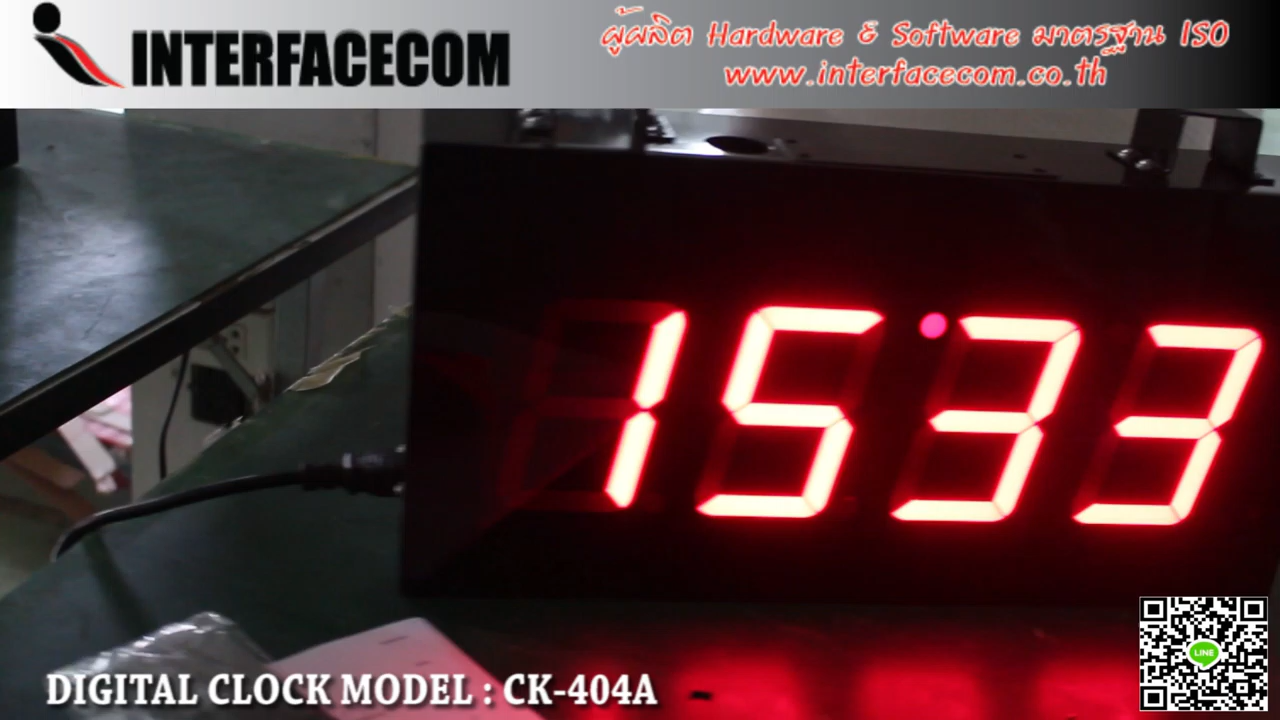 INTERFACECOM
ผู้ผลิต Hardware & Software มาตรฐาน ISO
www.interfacecom.co.th
15:33
DIGITAL CLOCK MODEL : CK-404A
LINE